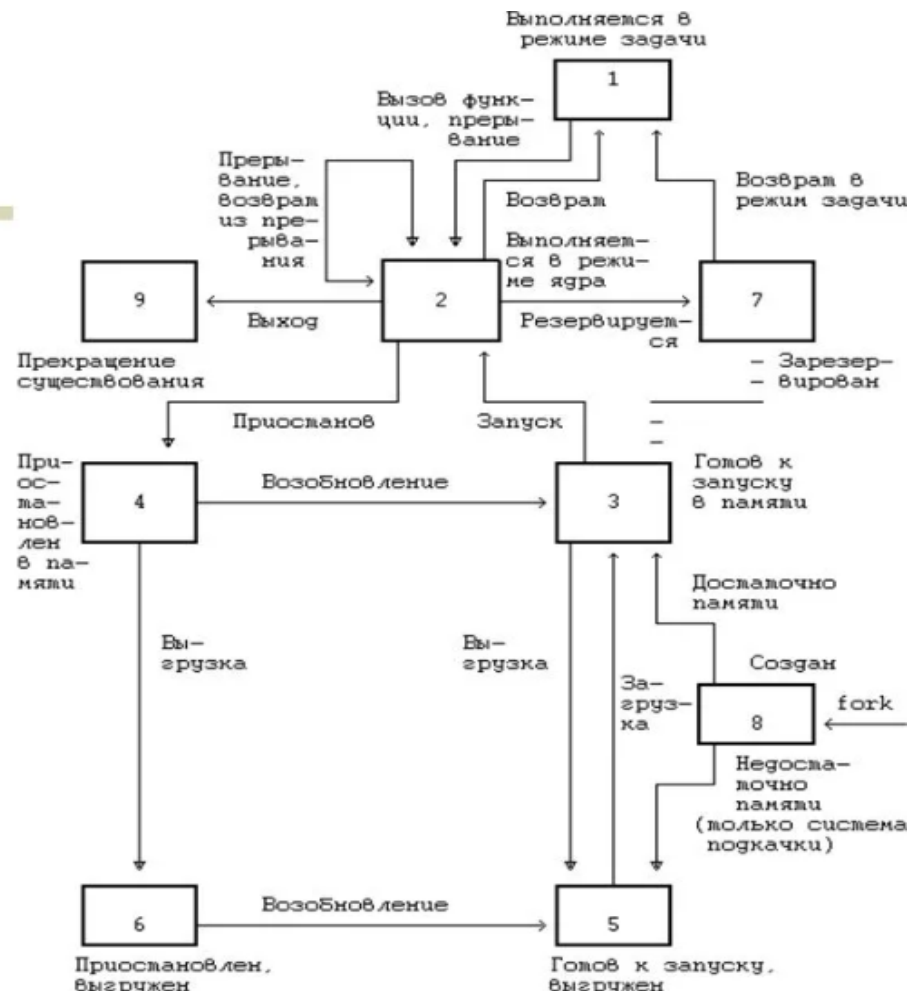 Выполняется в
режиме задачи
1
Вызов функ-
ции, преры-
вание
Преры-
вание,
возврат
из пре-
рыва-
ния
Возврат
Возврат в
режим задачи
Выполняет-
ся в режи-
ме ядра
9
2
7
Выход
Резервирует-
ся
Прекращение
существования
- Зарезер-
- вирован
Приостанов
Запуск
-
-
При-
ос-
та-
нов-
лен
в па-
мяти
4
Возобновление
3
Готов к
запуску
в памяти
Достаточно
памяти
Вы-
грузка
Вы-
грузка
За-
груз-
ка
Создан
8
fork
Недоста-
точно
памяти
(только система
подкачки)
6
Возобновление
5
Приостановлен,
выгружен
Готов к запуску,
выгружен